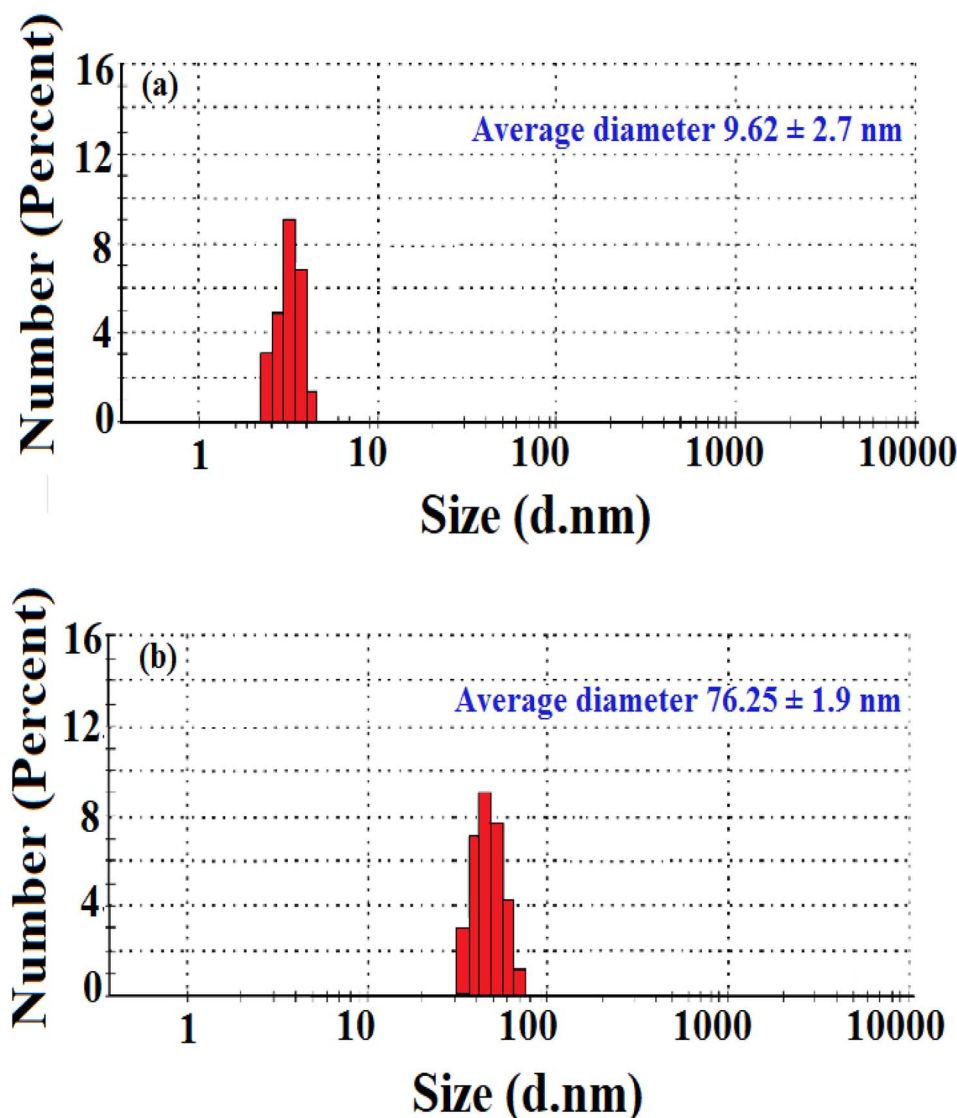 16
(a)
Average diameter 9.62 ± 2.7 nm
12
8
4
0
Number (Percent)
1 10 100 1000 10000
Size (d.nm)
16
(b)
Average diameter 76.25 ± 1.9 nm
12
8
4
0
Number (Percent)
1 10 100 1000 10000
Size (d.nm)